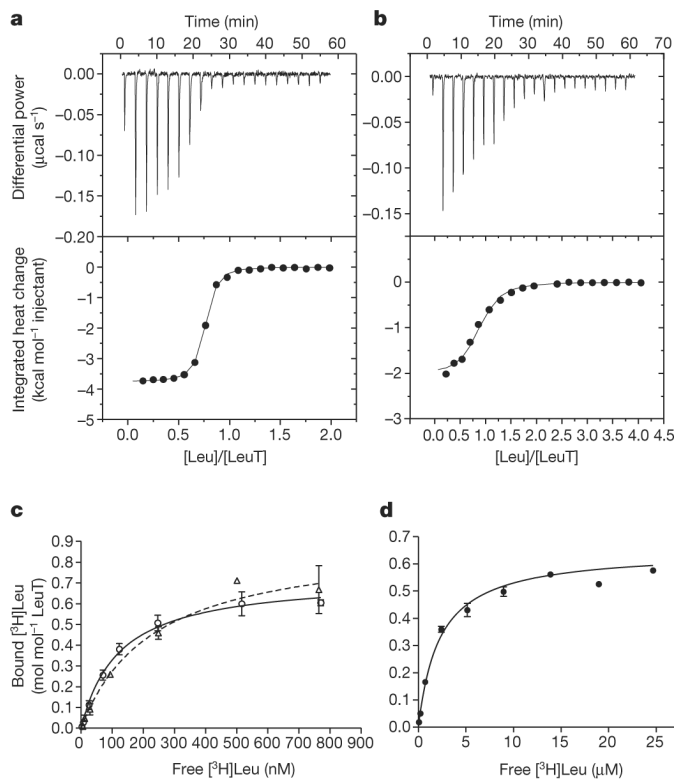 a
Time (min)
0 10 20 30 40 50 60
0.00
−0.05
−0.10
−0.15
−0.20
Differential power
(μcal s⁻¹)
0
−1
−2
−3
−4
−5
Integrated heat change
(kcal mol⁻¹ injectant)
0.0 0.5 1.0 1.5 2.0
[Leu]/[LeuT]
b
Time (min)
0 10 20 30 40 50 60 70
0.00
−0.05
−0.10
−0.15
0
−1
−2
−3
0.0 0.5 1.0 1.5 2.0 2.5 3.0 3.5 4.0 4.5
[Leu]/[LeuT]
c
0.9
0.8
0.7
0.6
0.5
0.4
0.3
0.2
0.1
0.0
Bound [³H]Leu
(mol mol⁻¹ LeuT)
0 100 200 300 400 500 600 700 800 900
Free [³H]Leu (nM)
d
0.7
0.6
0.5
0.4
0.3
0.2
0.1
0.0
0 5 10 15 20 25
Free [³H]Leu (μM)